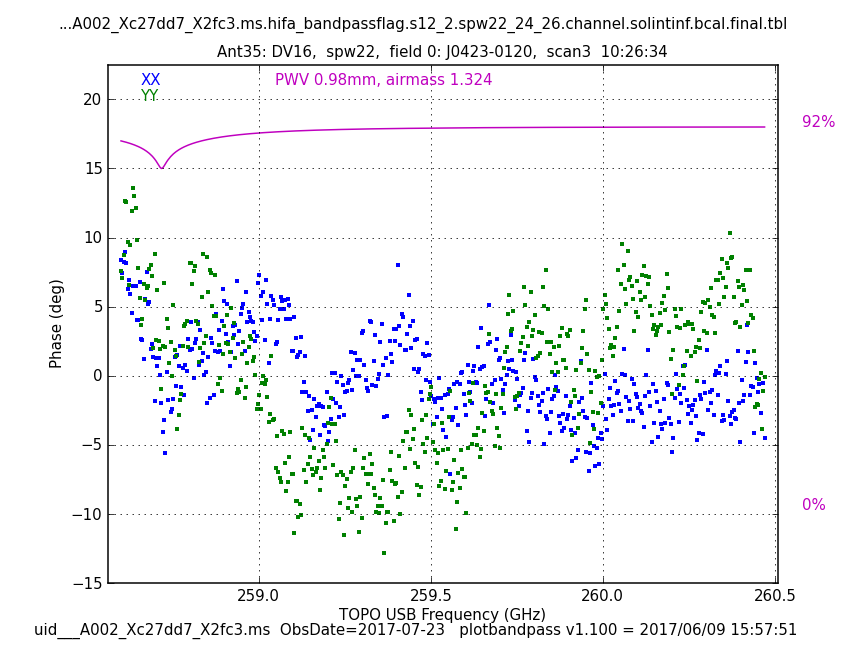 ...A002_Xc27dd7_X2fc3.ms.hifa_bandpassflag.s12_2.spw22_24_26.channel.solintinf.bcal.final.tbl
Ant35: DV16,  spw22,  field 0: J0423-0120,  scan3  10:26:34
XX
PWV 0.98mm, airmass 1.324
YY
20
92%
15
10
5
Phase (deg)
0
−5
0%
−10
−15
259.0 259.5 260.0 260.5
TOPO USB Frequency (GHz)
uid___A002_Xc27dd7_X2fc3.ms  ObsDate=2017-07-23   plotbandpass v1.100 = 2017/06/09 15:57:51